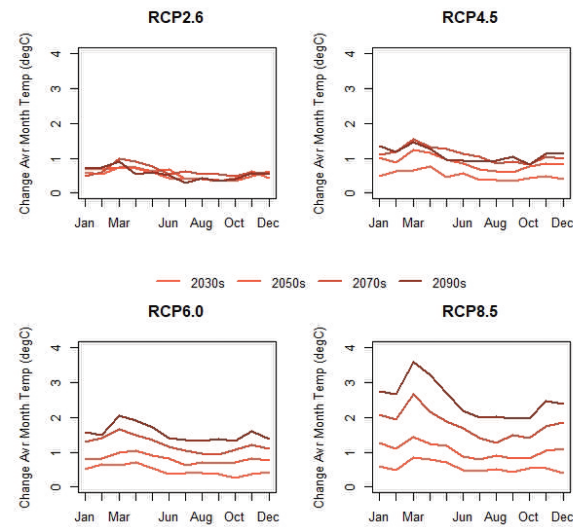 RCP2.6
RCP4.5
Change Avr Month Temp (degC)
4
3
2
1
0
Jan Mar Jun Aug Oct Dec
Change Avr Month Temp (degC)
4
3
2
1
0
Jan Mar Jun Aug Oct Dec
2030s 2050s 2070s 2090s
RCP6.0
RCP8.5
Change Avr Month Temp (degC)
4
3
2
1
0
Jan Mar Jun Aug Oct Dec
Change Avr Month Temp (degC)
4
3
2
1
0
Jan Mar Jun Aug Oct Dec